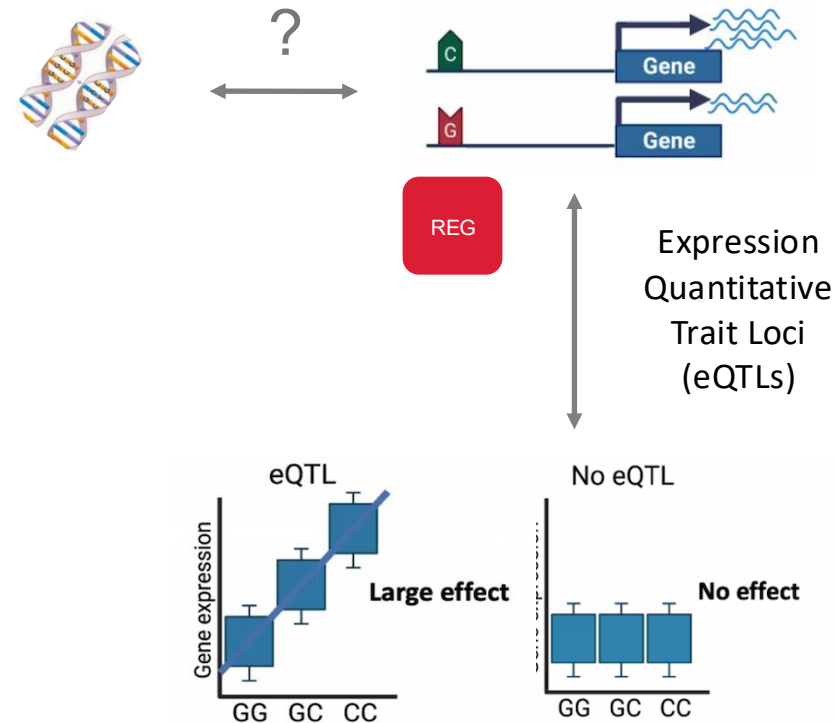 ?
C
Gene
G
Gene
REG
Expression
Quantitative
Trait Loci
(eQTLs)
eQTL
Gene expression
Large effect
GG GC CC
No eQTL
No effect
GG GC CC